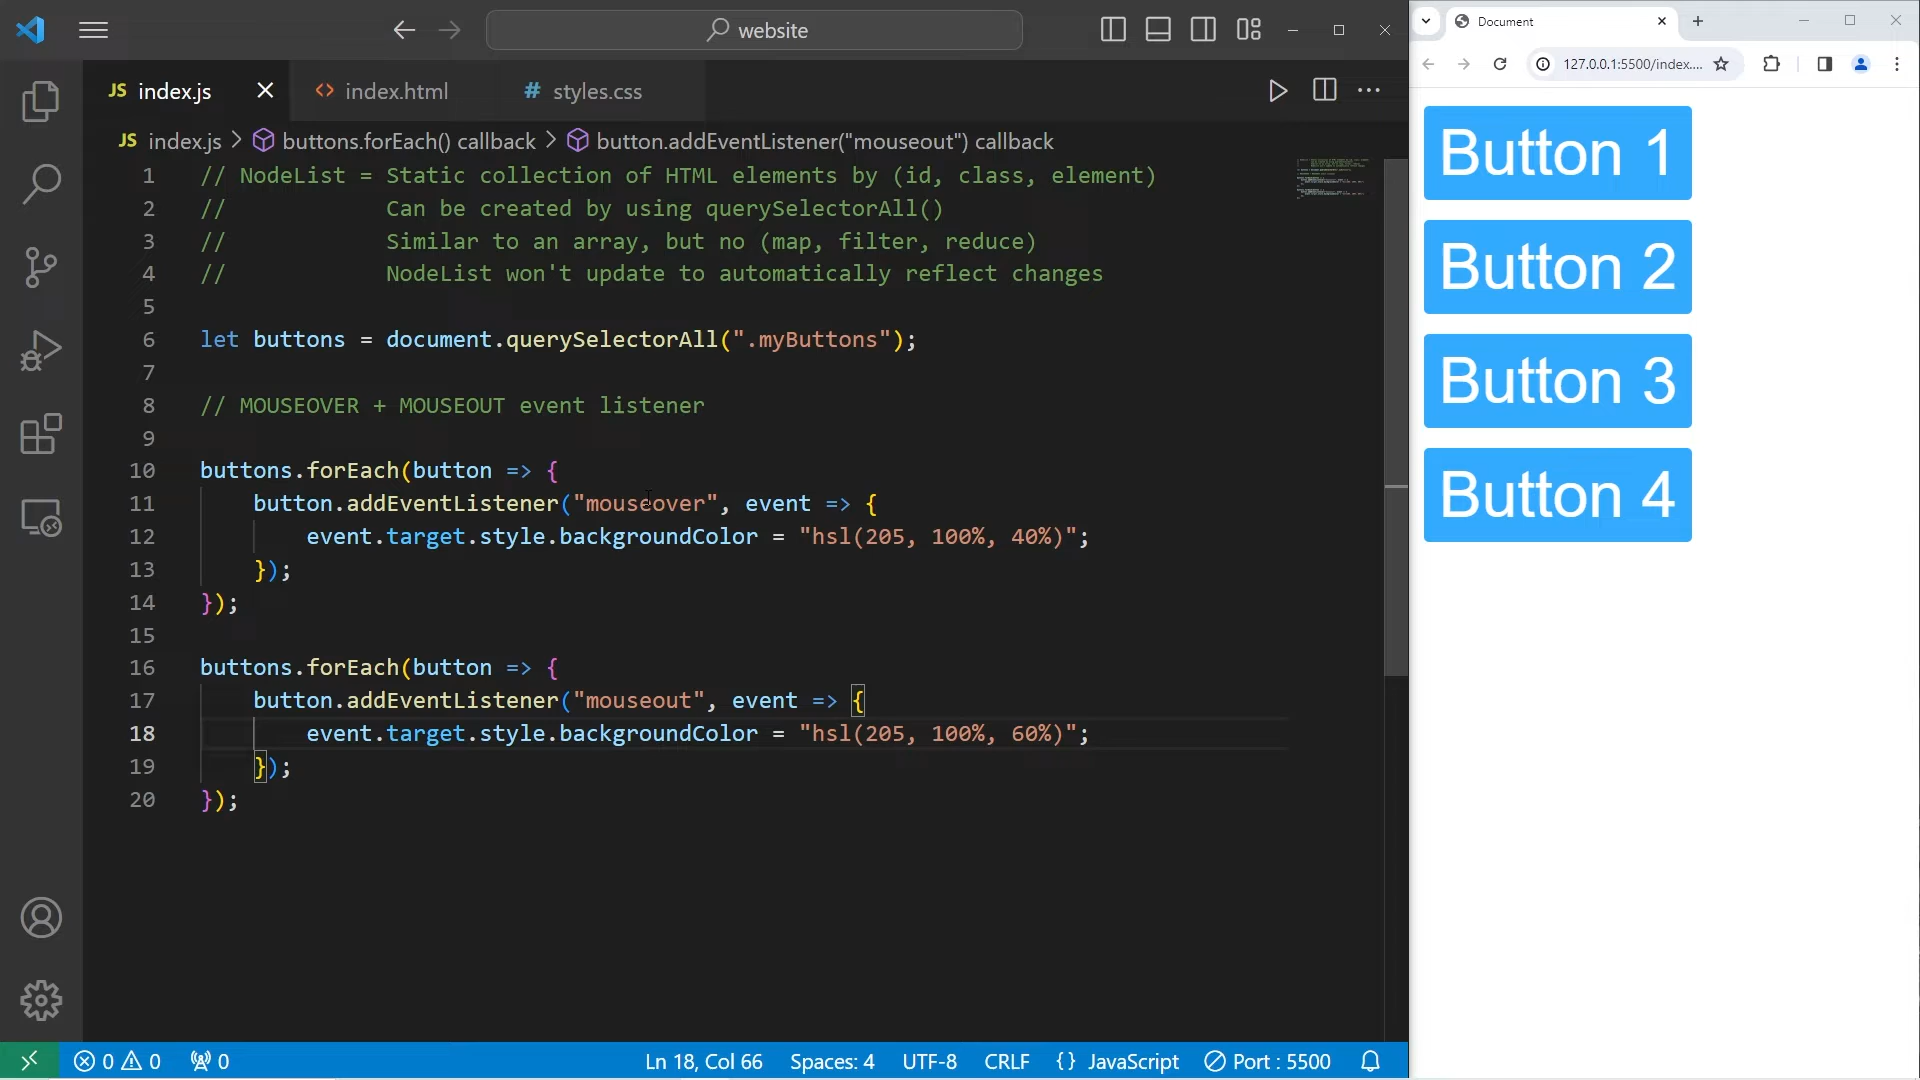 website
JS index.js
<> index.html
# styles.css
JS index.js > buttons.forEach() callback > button.addEventListener("mouseout") callback
1 // NodeList = Static collection of HTML elements by (id, class, element)
2 //            Can be created by using querySelectorAll()
3 //            Similar to an array, but no (map, filter, reduce)
4 //            NodeList won't update to automatically reflect changes
5
6 let buttons = document.querySelectorAll(".myButtons");
7
8 // MOUSEOVER + MOUSEOUT event listener
9
10 buttons.forEach(button => {
11     button.addEventListener("mouseover", event => {
12         event.target.style.backgroundColor = "hsl(205, 100%, 40%)";
13     });
14 });
15
16 buttons.forEach(button => {
17     button.addEventListener("mouseout", event => {
18         event.target.style.backgroundColor = "hsl(205, 100%, 60%)";
19     });
20 });
0 0 0
Ln 18, Col 66
Spaces: 4
UTF-8
CRLF
{} JavaScript
Port : 5500
Document
127.0.0.1:5500/index....
Button 1
Button 2
Button 3
Button 4